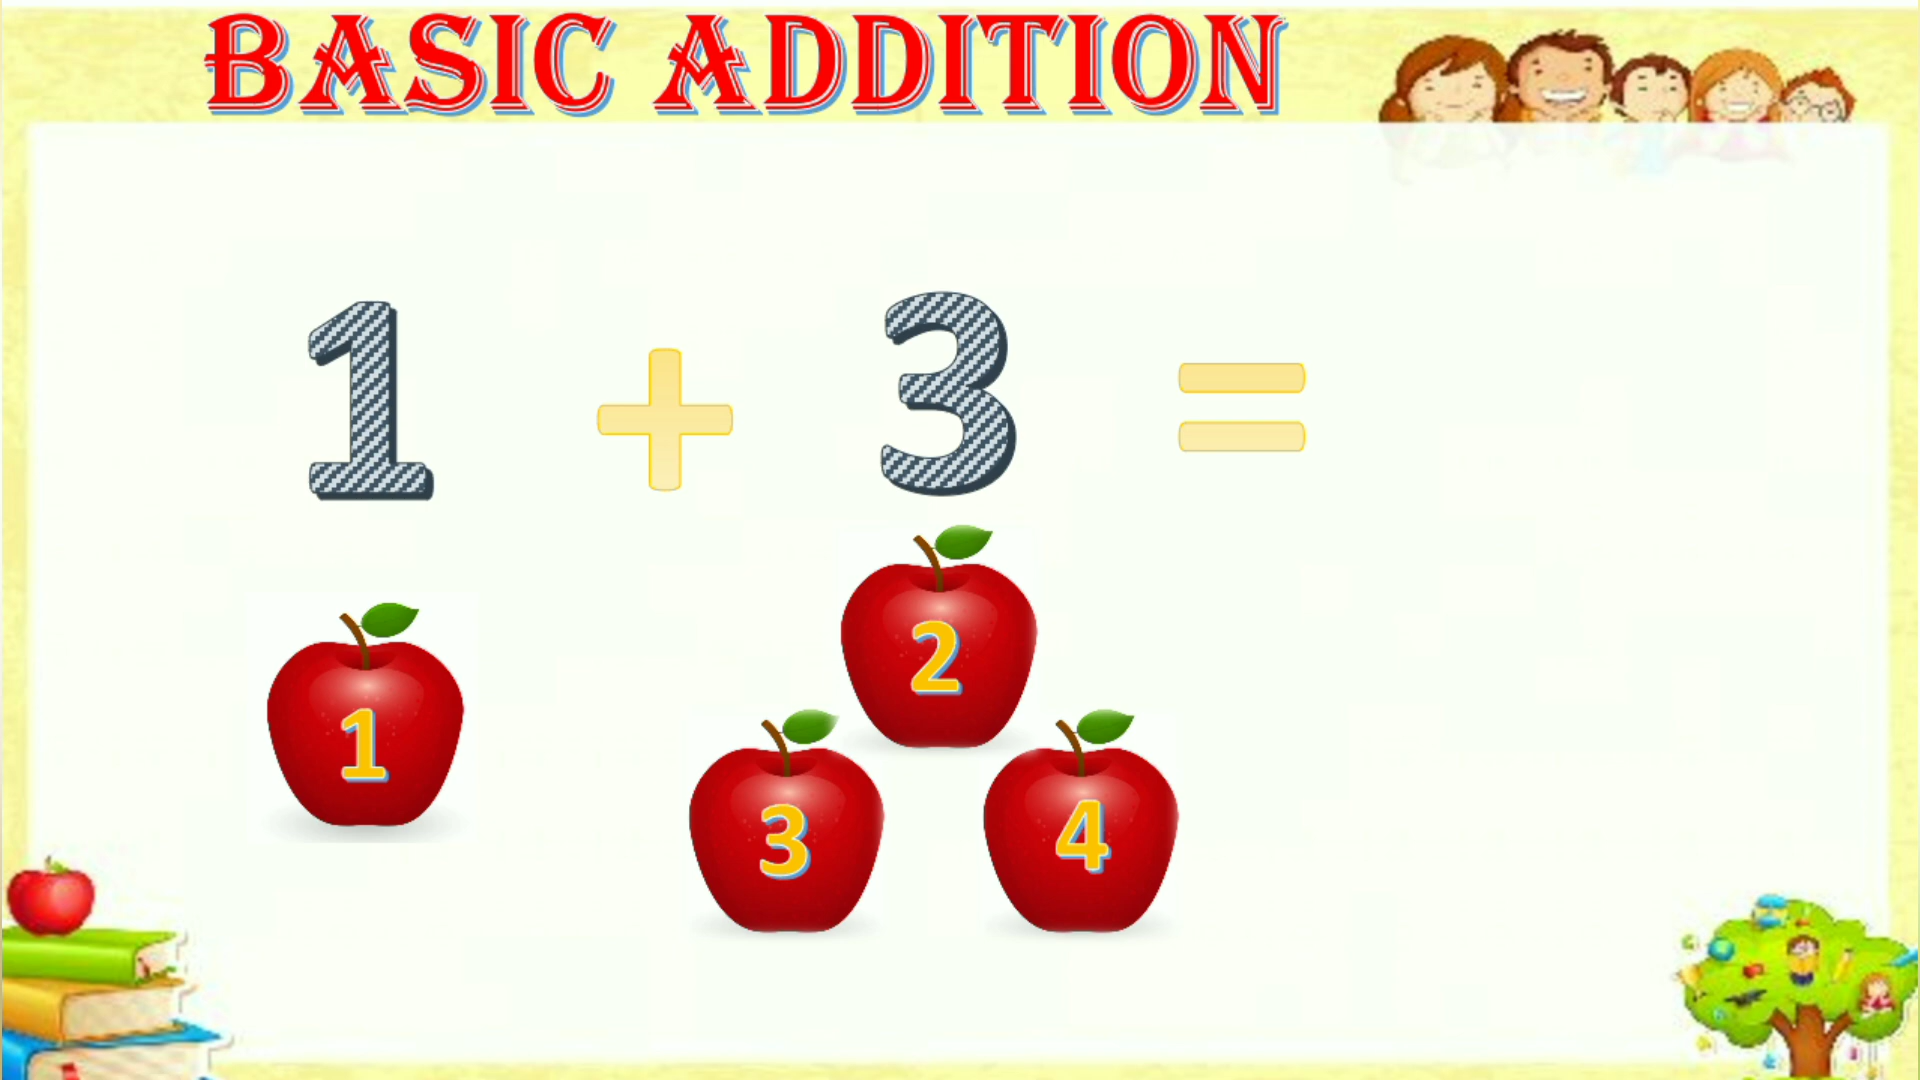 BASIC ADDITION
1 + 3 =
1
2
3 4